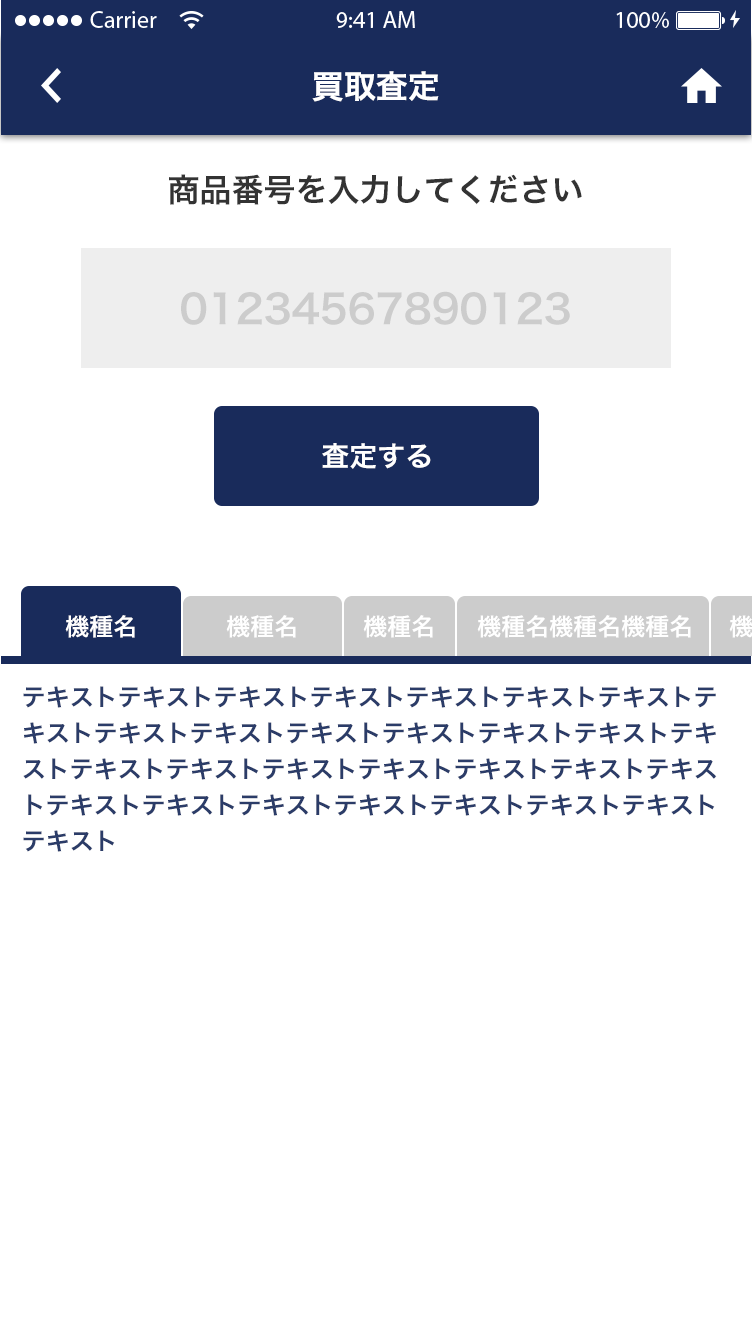 Carrier 9:41 AM 100%
買取査定
商品番号を入力してください
01234567890123
査定する
機種名 機種名 機種名 機種名機種名機種名 機
テキストテキストテキストテキストテキストテキストテキストテ
キストテキストテキストテキストテキストテキストテキストテキ
ストテキストテキストテキストテキストテキストテキストテキス
トテキストテキストテキストテキストテキストテキストテキスト
テキスト